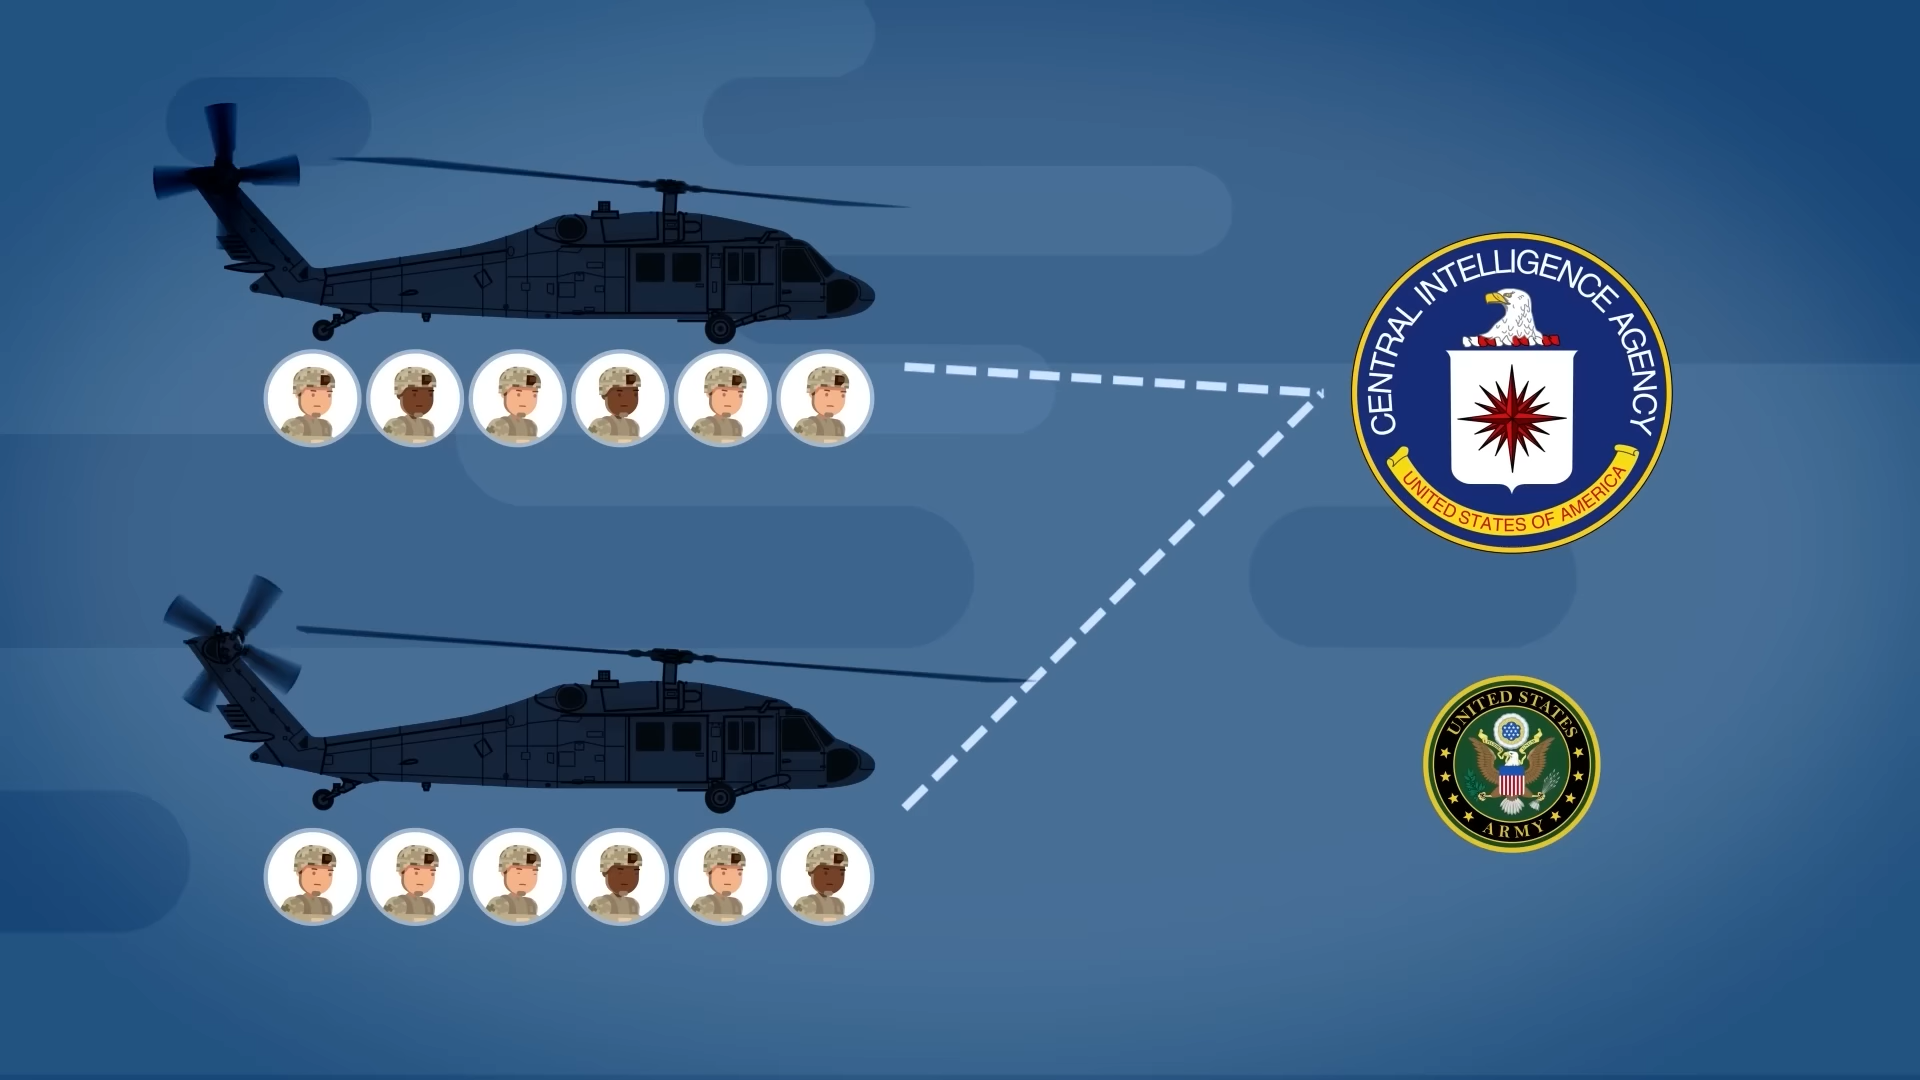 CENTRAL INTELLIGENCE AGENCY
UNITED STATES OF AMERICA
UNITED STATES
ARMY